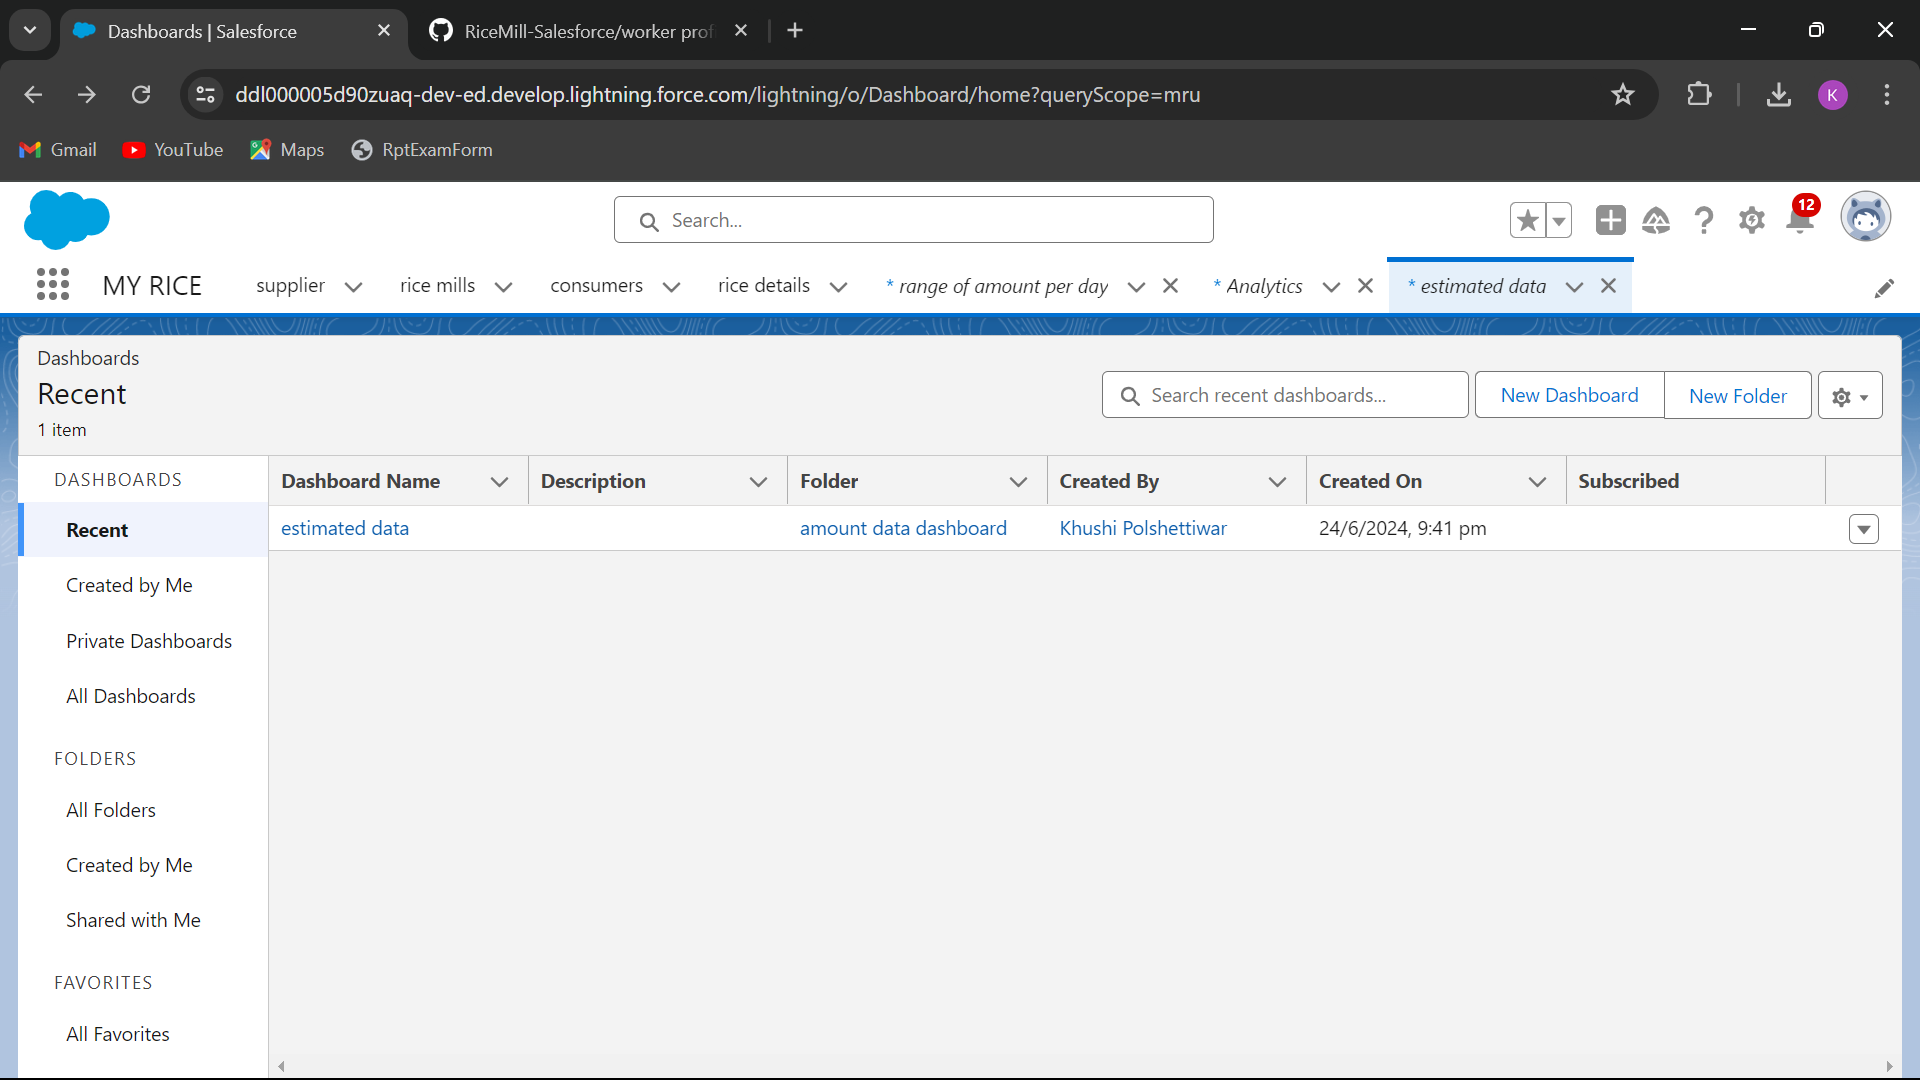 Dashboards | Salesforce
RiceMill-Salesforce/worker prof
ddl000005d90zuaq-dev-ed.develop.lightning.force.com/lightning/o/Dashboard/home?queryScope=mru
K
Gmail YouTube Maps RptExamForm
Search...
12
MY RICE supplier rice mills consumers rice details * range of amount per day * Analytics * estimated data
Dashboards
Recent
1 item
Search recent dashboards...
New Dashboard
New Folder
DASHBOARDS
Recent
Created by Me
Private Dashboards
All Dashboards
FOLDERS
All Folders
Created by Me
Shared with Me
FAVORITES
All Favorites
Dashboard Name Description Folder Created By Created On Subscribed
estimated data amount data dashboard Khushi Polshettiwar 24/6/2024, 9:41 pm